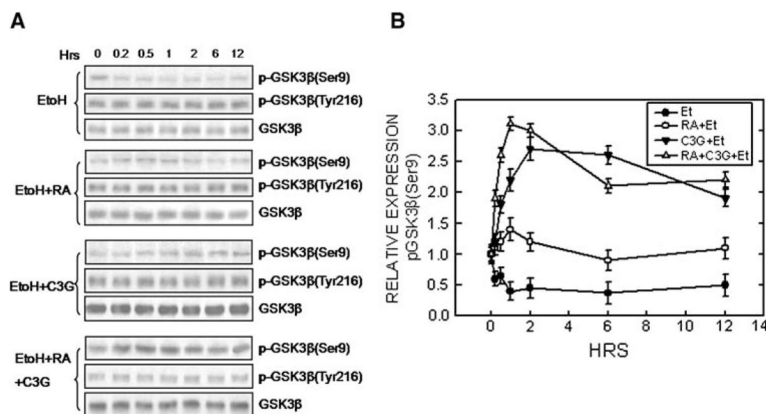 A
Hrs 0 0.2 0.5 1 2 6 12
EtoH
p-GSK3β(Ser9)
p-GSK3β(Tyr216)
GSK3β
EtoH+RA
p-GSK3β(Ser9)
p-GSK3β(Tyr216)
GSK3β
EtoH+C3G
p-GSK3β(Ser9)
p-GSK3β(Tyr216)
GSK3β
EtoH+RA
+C3G
p-GSK3β(Ser9)
p-GSK3β(Tyr216)
GSK3β
B
RELATIVE EXPRESSION
pGSK3β(Ser9)
3.5
3.0
2.5
2.0
1.5
1.0
0.5
0.0
Et
RA+Et
C3G+Et
RA+C3G+Et
0 2 4 6 8 10 12 14
HRS